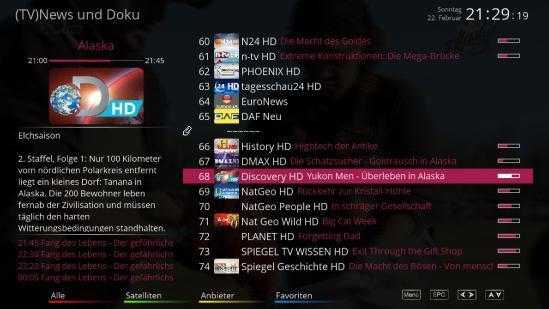 (TV)News und Doku
Sonntag
22. Februar
21:29:19
Alaska
21:00
21:45
HD
Elchsaison
2. Staffel, Folge 1: Nur 100 Kilometer
vom nördlichen Polarkreis entfernt
liegt ein kleines Dorf: Tanana in
Alaska. Die 200 Bewohner leben
fernab der Zivilisation und müssen
täglich den harten
Witterungsbedingungen standhalten.
21:45 Fang des Lebens - Der gefährlichs
22:30 Fang des Lebens - Der gefährlichs
23:20 Fang des Lebens - Der gefährlichs
00:05 Fang des Lebens - Der gefährlichs
60 N24 HD Die Macht des Goldes
61 n-tv HD Extreme Konstruktionen: Die Mega-Brücke
62 PHOENIX HD
63 tagesschau24 HD
64 EuroNews
65 DAF Neu
-------
66 History HD Hightech der Antike
67 DMAX HD Die Schatzsucher - Goldrausch in Alaska
68 Discovery HD Yukon Men - Überleben in Alaska
69 NatGeo HD Rückkehr zur Kristall-Höhle
70 NatGeo People HD In schräger Gesellschaft
71 Nat Geo Wild HD Big Cat Week
72 PLANET HD Forgetting Dad
73 SPIEGEL TV WISSEN HD Exit Through the Gift Shop
74 Spiegel Geschichte HD Die Macht des Bösen - Von mensch
Alle
Satelliten
Anbieter
Favoriten
Menü
EPG